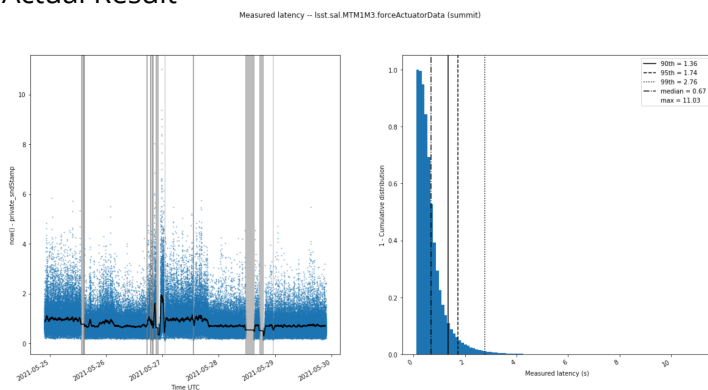 Actual Result
Measured latency -- lsst.sal.MTM1M3.forceActuatorData (summit)
now() - private_sndStamp
10
8
6
4
2
0
2021-05-25
2021-05-26
2021-05-27
2021-05-28
2021-05-29
2021-05-30
Time UTC
1 - Cumulative distribution
1.0
0.8
0.6
0.4
0.2
0.0
90th = 1.36
95th = 1.74
99th = 2.76
median = 0.67
max = 11.03
0
2
4
6
8
10
Measured latency (s)